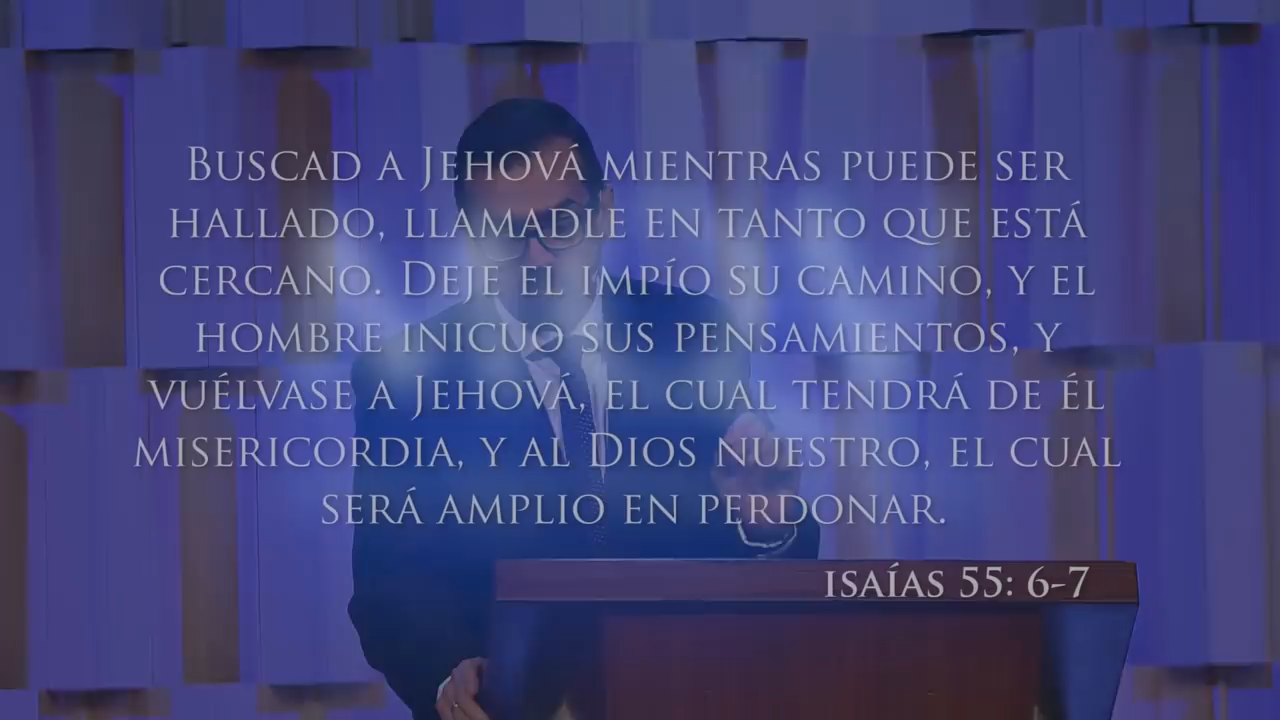 Buscad a Jehová mientras puede ser
hallado, llamadle en tanto que está
cercano. Deje el impío su camino, y el
hombre inicuo sus pensamientos, y
vuélvase a Jehová, el cual tendrá de él
misericordia, y al Dios nuestro, el cual
será amplio en perdonar.
isaías 55: 6-7